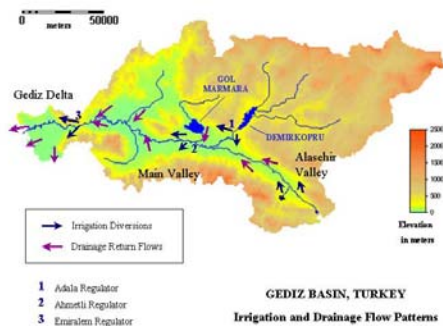 50000
meters
Gediz Delta
3
GOL
MARMARA
1
DEMIRKOPRU
2
Alasehir
Valley
Main Valley
2500
2000
1500
1000
500
0
Elevation
in meters
Irrigation Diversions
Drainage Return Flows
1 Adala Regulator
2 Ahmetli Regulator
3 Emiralem Regulator
GEDIZ BASIN, TURKEY
Irrigation and Drainage Flow Patterns